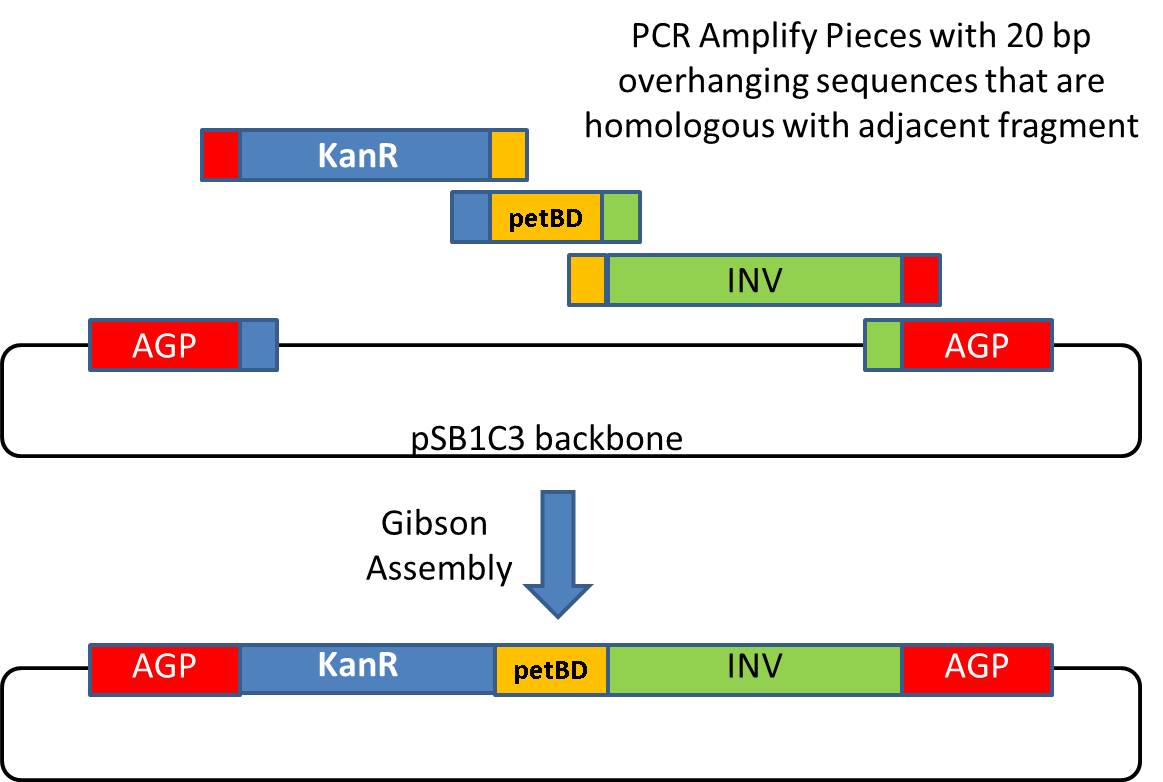 PCR Amplify Pieces with 20 bp
overhanging sequences that are
homologous with adjacent fragment
KanR
petBD
INV
AGP
AGP
pSB1C3 backbone
Gibson
Assembly
AGP
KanR
petBD
INV
AGP